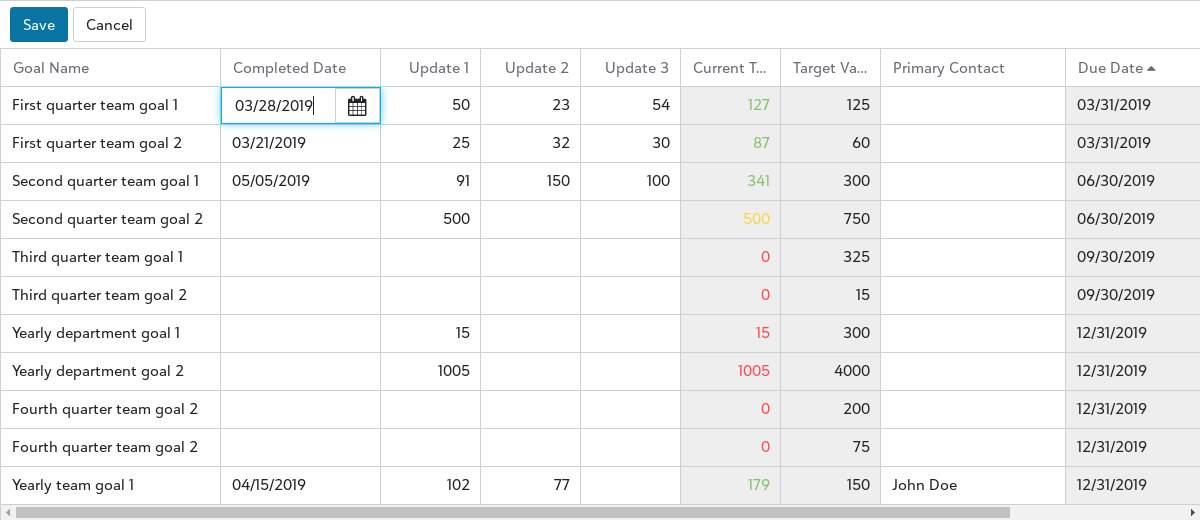 Save Cancel
Goal Name Completed Date Update 1 Update 2 Update 3 Current T... Target Va... Primary Contact Due Date
First quarter team goal 1 03/28/2019 50 23 54 127 125 03/31/2019
First quarter team goal 2 03/21/2019 25 32 30 87 60 03/31/2019
Second quarter team goal 1 05/05/2019 91 150 100 341 300 06/30/2019
Second quarter team goal 2 500 500 750 06/30/2019
Third quarter team goal 1 0 325 09/30/2019
Third quarter team goal 2 0 15 09/30/2019
Yearly department goal 1 15 15 300 12/31/2019
Yearly department goal 2 1005 1005 4000 12/31/2019
Fourth quarter team goal 2 0 200 12/31/2019
Fourth quarter team goal 2 0 75 12/31/2019
Yearly team goal 1 04/15/2019 102 77 179 150 John Doe 12/31/2019